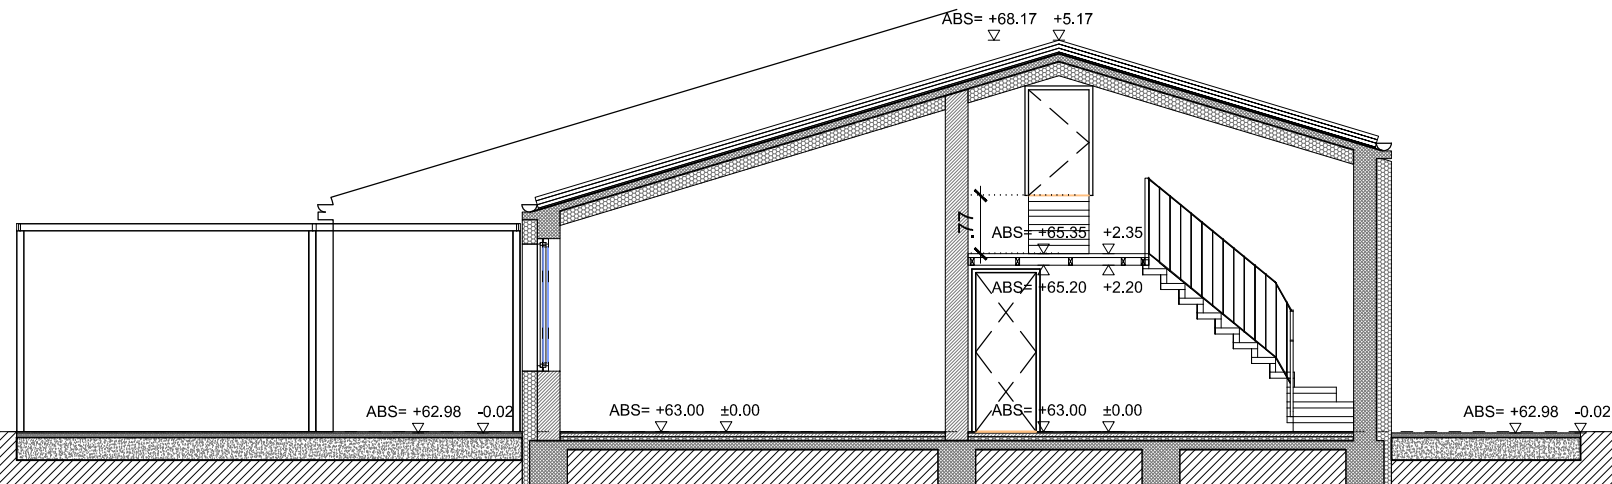 ABS= +68.17 +5.17
.77
ABS= +65.35 +2.35
ABS= +65.20 +2.20
ABS= +62.98 -0.02
ABS= +63.00 ±0.00
ABS= +63.00 ±0.00
ABS= +62.98 -0.02